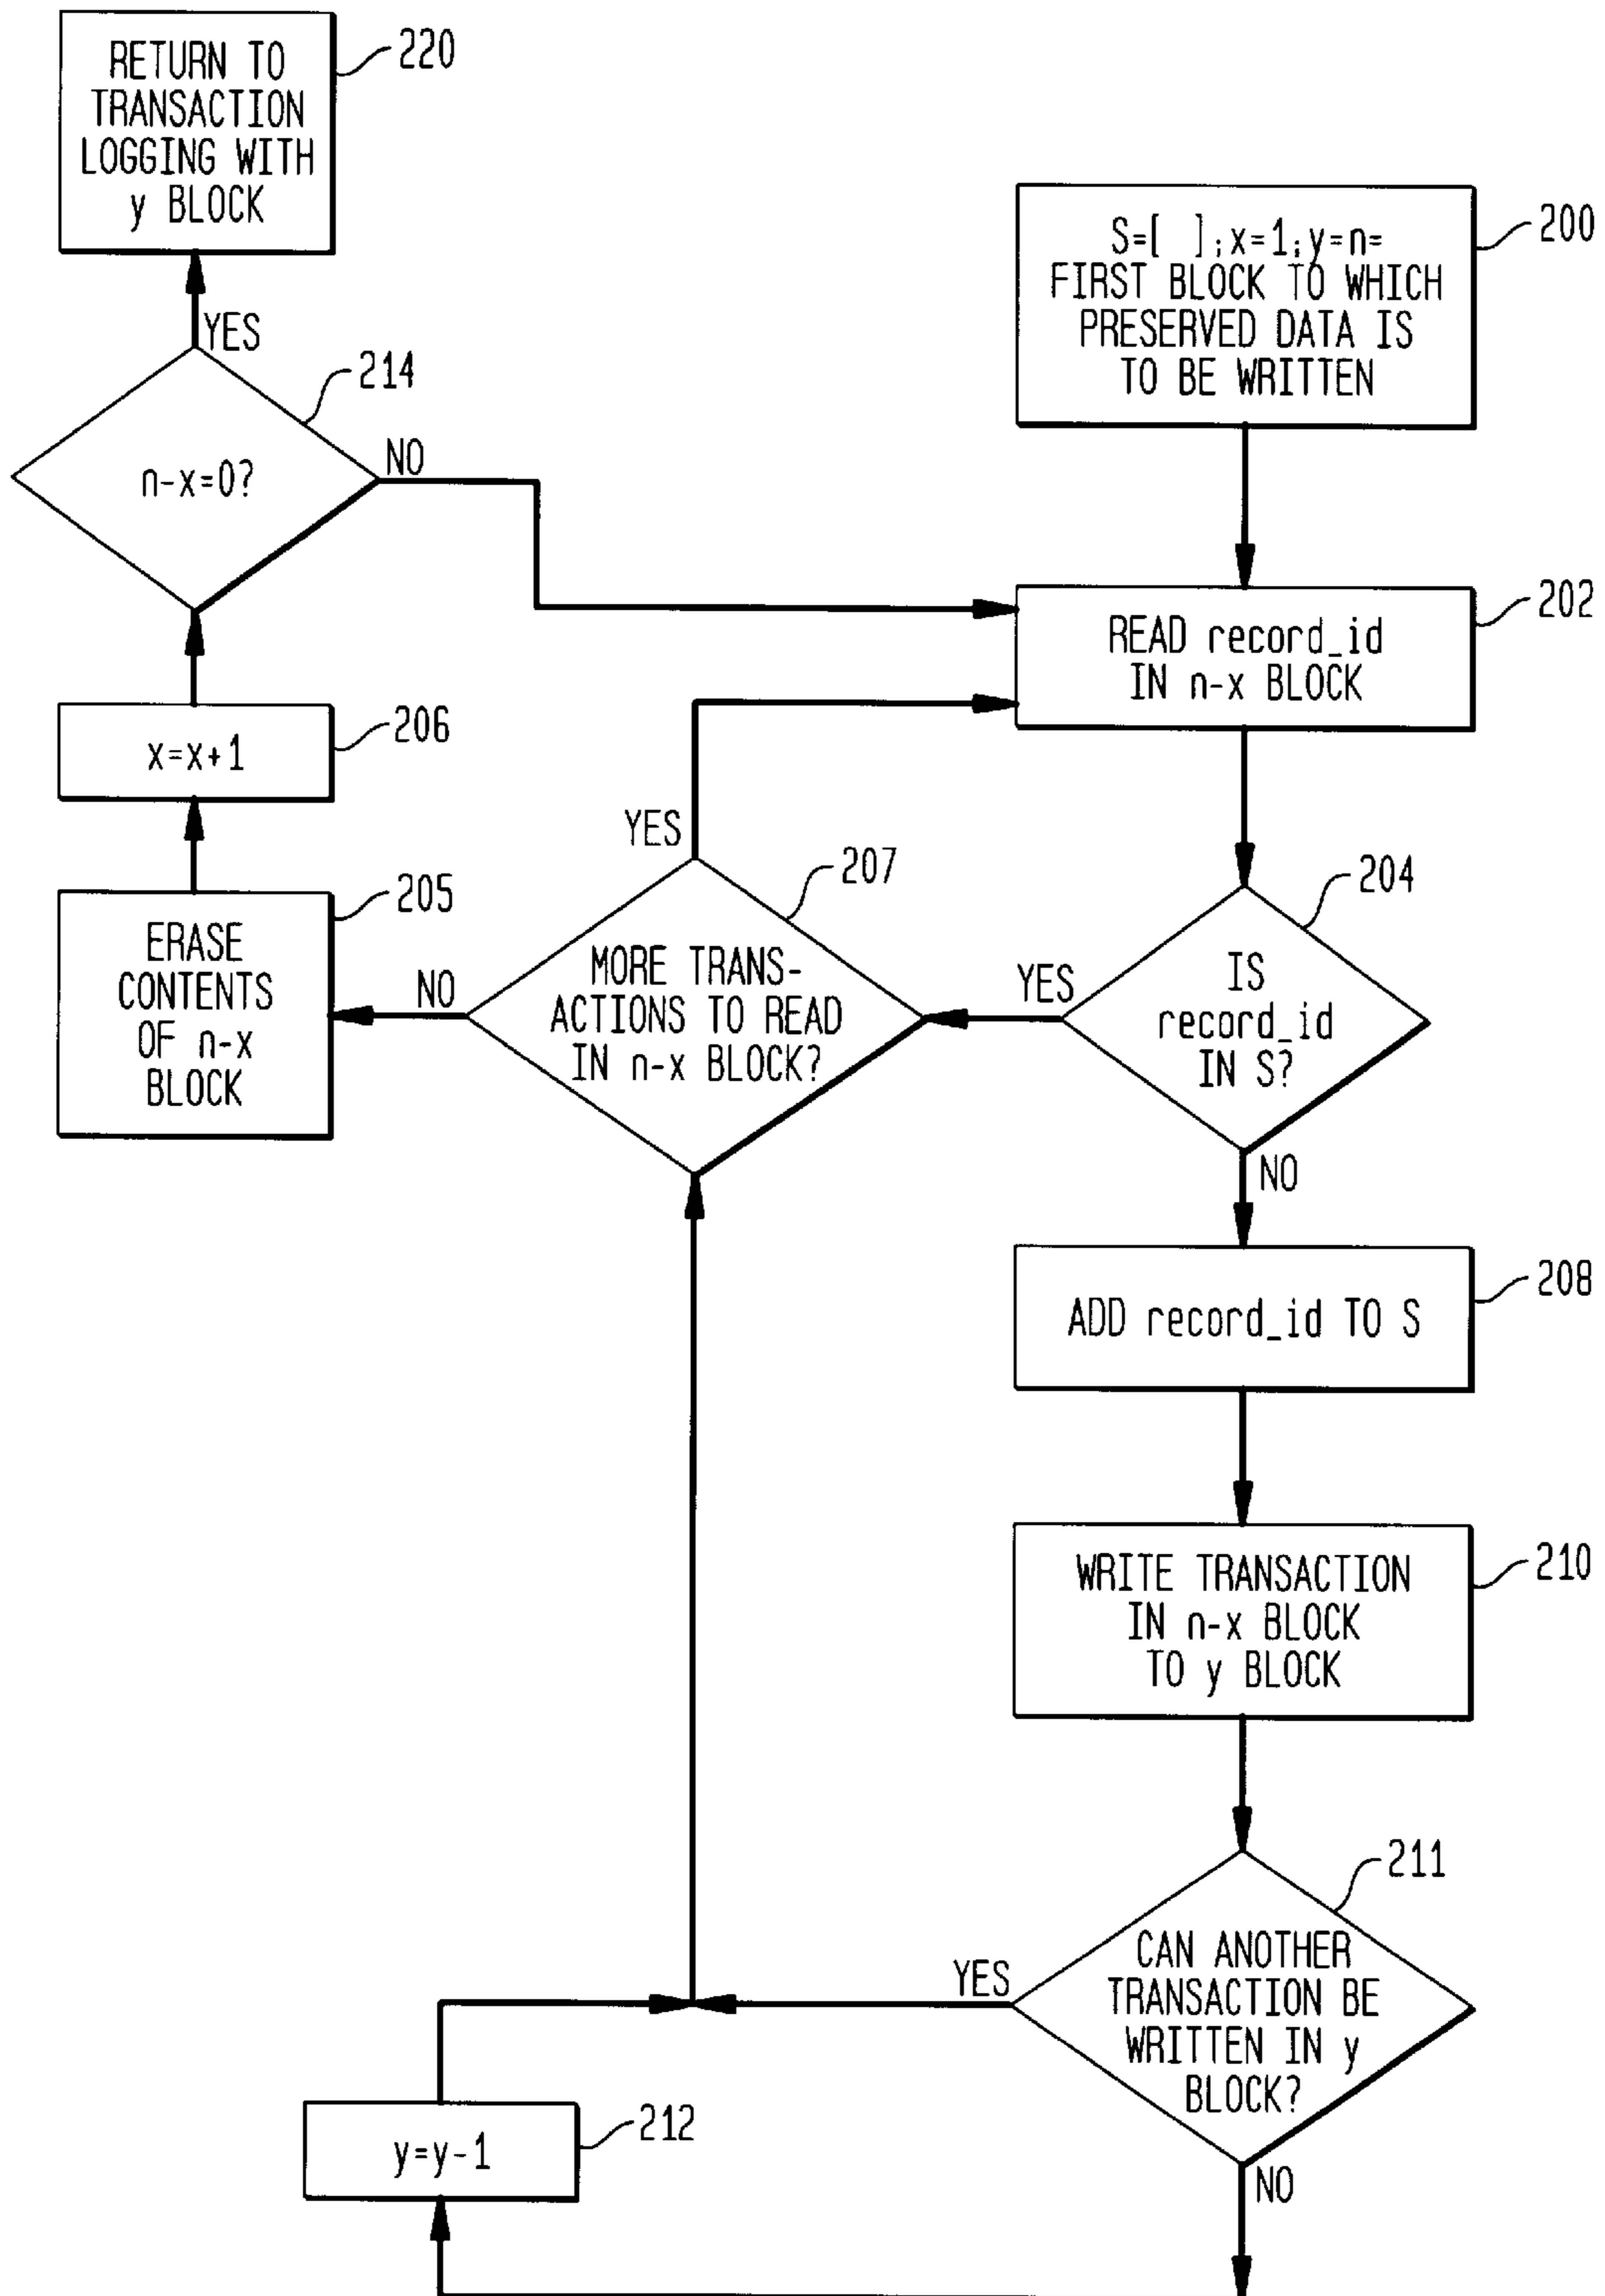 RETURN TO
TRANSACTION
LOGGING WITH
y BLOCK
220
S=[ ];x=1;y=n=
FIRST BLOCK TO WHICH
PRESERVED DATA IS
TO BE WRITTEN
200
YES
214
n-x=0?
NO
READ record_id
IN n-x BLOCK
202
x=x+1
206
YES
207
204
ERASE
CONTENTS
OF n-x
BLOCK
205
NO
MORE TRANS-
ACTIONS TO READ
IN n-x BLOCK?
YES
IS
record_id
IN S?
NO
ADD record_id TO S
208
WRITE TRANSACTION
IN n-x BLOCK
TO y BLOCK
210
211
YES
CAN ANOTHER
TRANSACTION BE
WRITTEN IN y
BLOCK?
y=y-1
212
NO